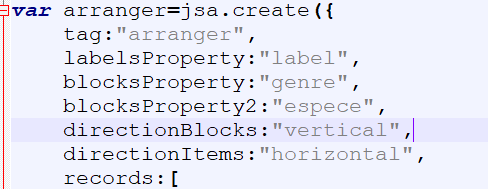 var arranger=jsa.create({
tag:"arranger",
labelsProperty:"label",
blocksProperty:"genre",
blocksProperty2:"espece",
directionBlocks:"vertical",
directionItems:"horizontal",
records:[